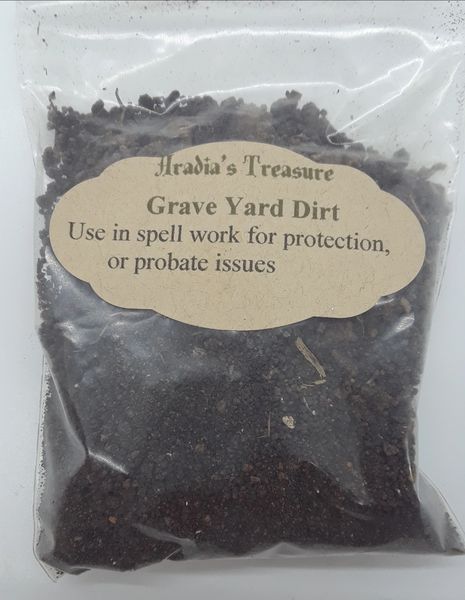 Aradia's Treasure
Grave Yard Dirt
Use in spell work for protection,
or probate issues